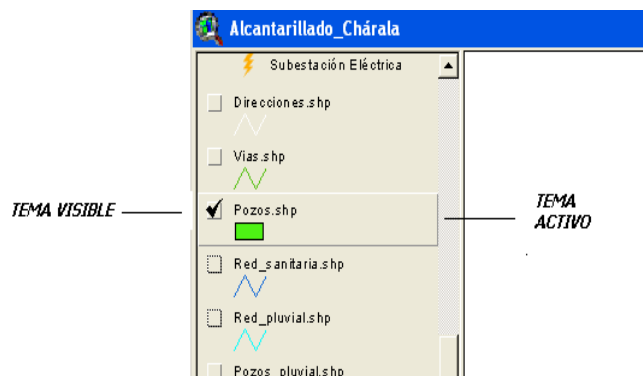 Alcantarillado_Chárala
Subestación Eléctrica
Direcciones.shp
Vias.shp
TEMA VISIBLE
Pozos.shp
TEMA
ACTIVO
Red_sanitaria.shp
Red_pluvial.shp
Pozos_pluvial.shp